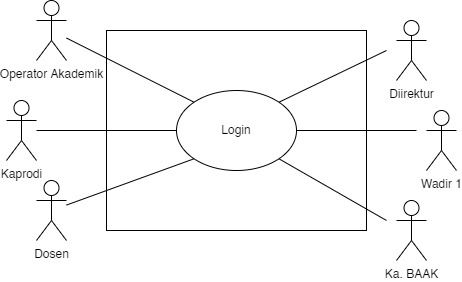 Operator Akademik
Diirektur
Login
Kaprodi
Wadir 1
Dosen
Ka. BAAK